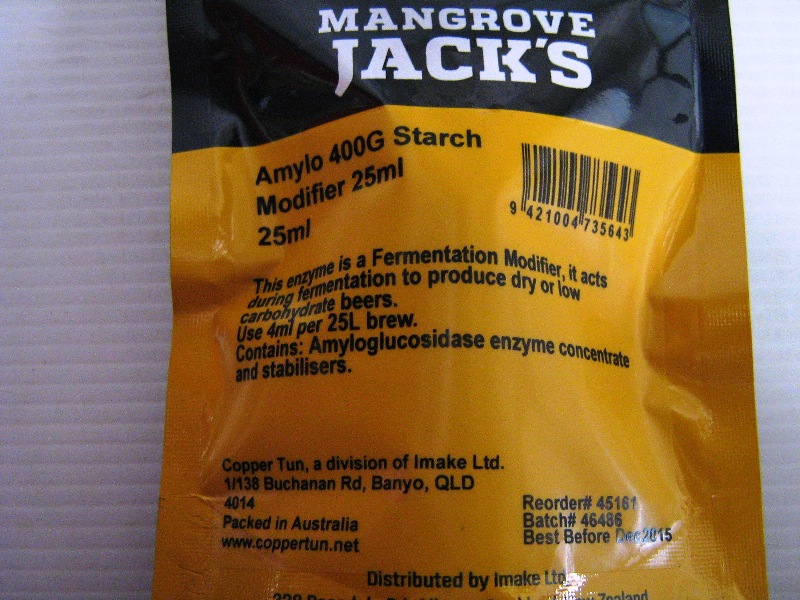 MANGROVE
JACK'S
Amylo 400G Starch
Modifier 25ml
25ml
9 421004 735643
This enzyme is a Fermentation Modifier, it acts
during fermentation to produce dry or low
carbohydrate beers.
Use 4ml per 25L brew.
Contains: Amyloglucosidase enzyme concentrate
and stabilisers.
Copper Tun, a division of Imake Ltd.
1/138 Buchanan Rd, Banyo, QLD
4014
Packed in Australia
www.coppertun.net
Reorder# 45161
Batch# 46486
Best Before Dec2015
Distributed by Imake Ltd
Zealand